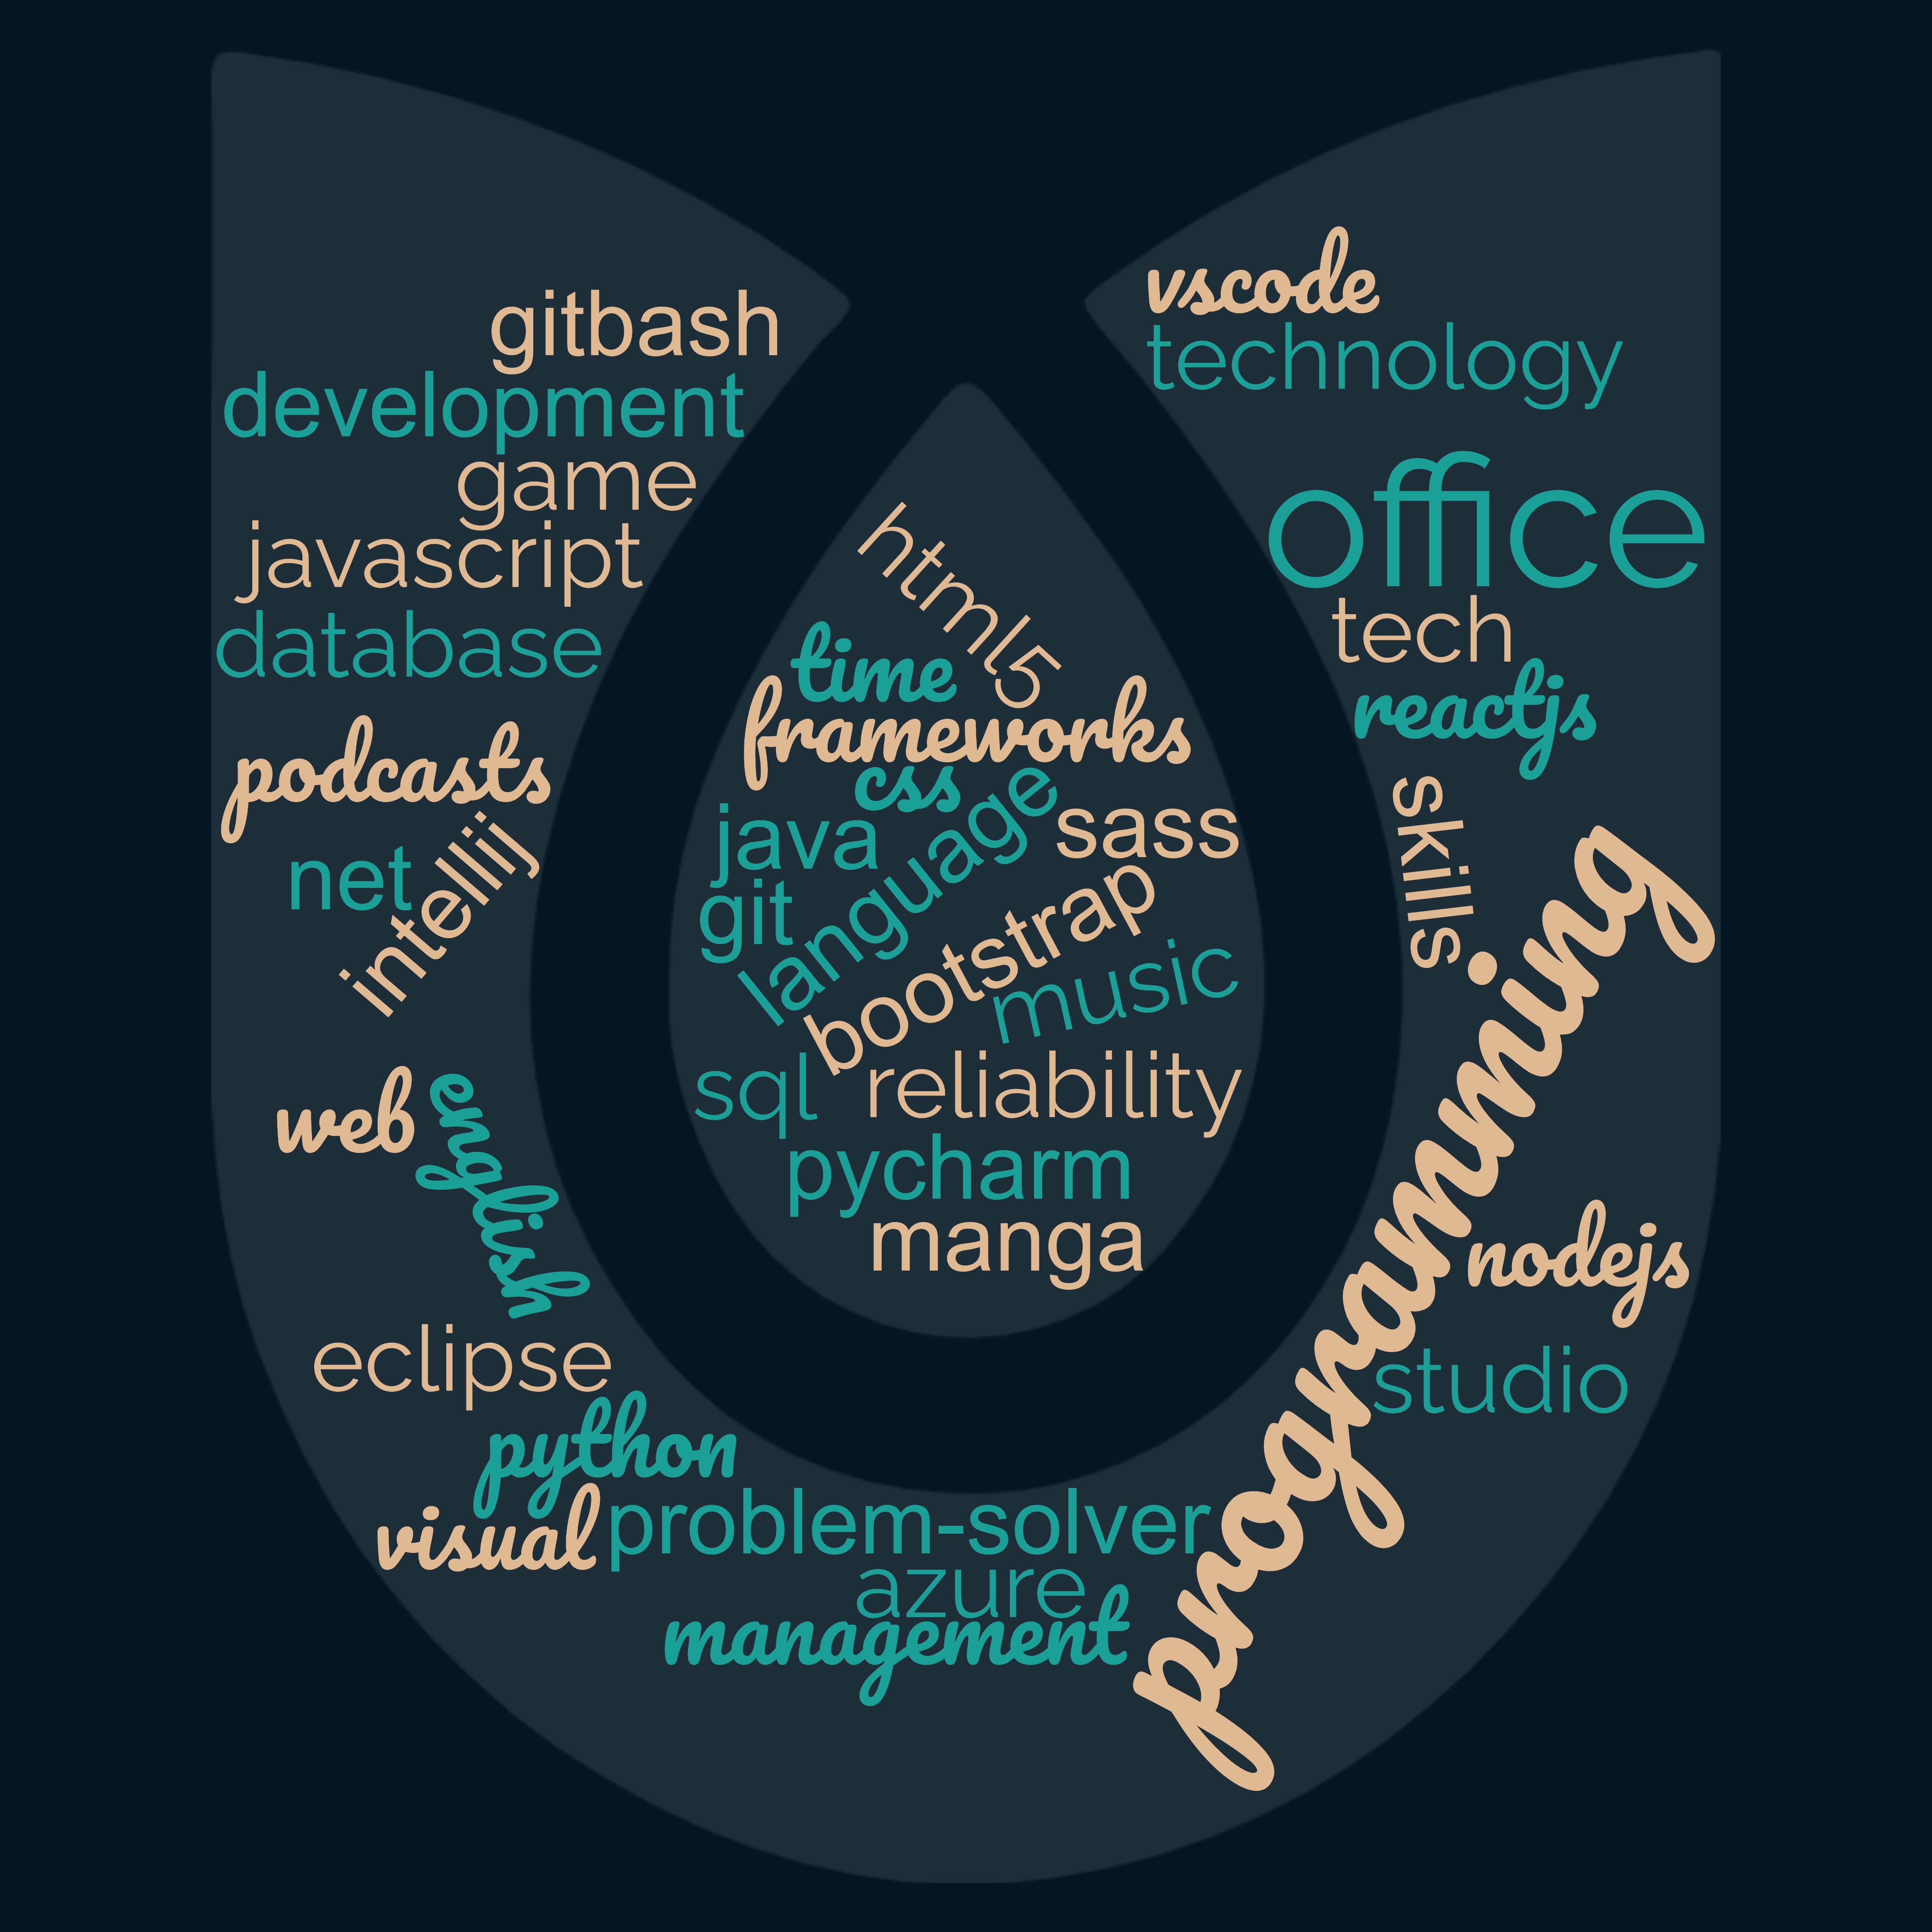 gitbash
development
game
javascript
database
podcasts
net
intellij
web
english
eclipse
python
visual
problem-solver
azure
management
html5
time
frameworks
css
java
sass
git
language
bootstrap
music
sql
reliability
pycharm
manga
vscode
technology
office
tech
reactjs
skills
programming
nodejs
studio